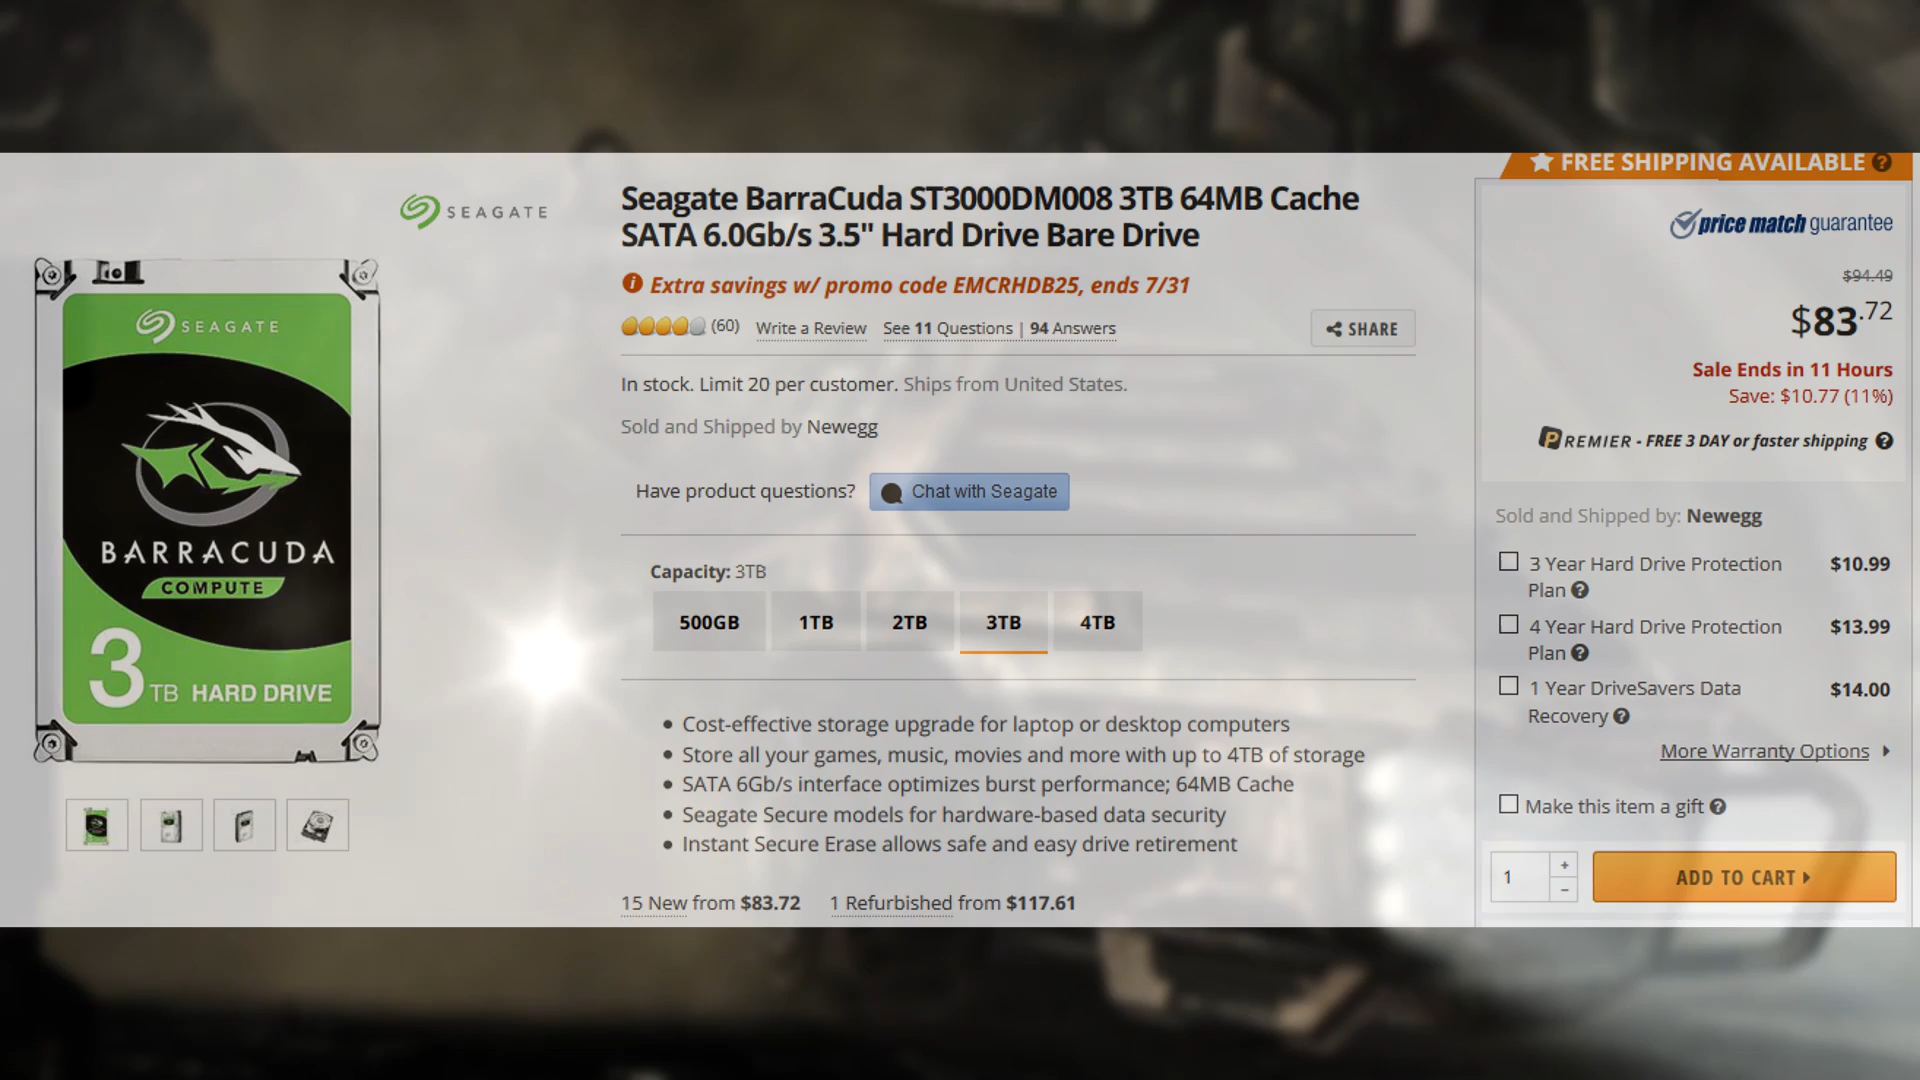 FREE SHIPPING AVAILABLE
SEAGATE
Seagate BarraCuda ST3000DM008 3TB 64MB Cache
SATA 6.0Gb/s 3.5" Hard Drive Bare Drive
Extra savings w/ promo code EMCRHDB25, ends 7/31
(60) Write a Review See 11 Questions | 94 Answers
SHARE
In stock. Limit 20 per customer. Ships from United States.
Sold and Shipped by Newegg
Have product questions? Chat with Seagate
Capacity: 3TB
500GB 1TB 2TB 3TB 4TB
Cost-effective storage upgrade for laptop or desktop computers
Store all your games, music, movies and more with up to 4TB of storage
SATA 6Gb/s interface optimizes burst performance; 64MB Cache
Seagate Secure models for hardware-based data security
Instant Secure Erase allows safe and easy drive retirement
15 New from $83.72 1 Refurbished from $117.61
SEAGATE
BARRACUDA
COMPUTE
3 TB HARD DRIVE
price match guarantee
$94.49
$83.72
Sale Ends in 11 Hours
Save: $10.77 (11%)
PREMIER - FREE 3 DAY or faster shipping
Sold and Shipped by: Newegg
3 Year Hard Drive Protection $10.99
Plan
4 Year Hard Drive Protection $13.99
Plan
1 Year DriveSavers Data $14.00
Recovery
More Warranty Options
Make this item a gift
1 + −
ADD TO CART